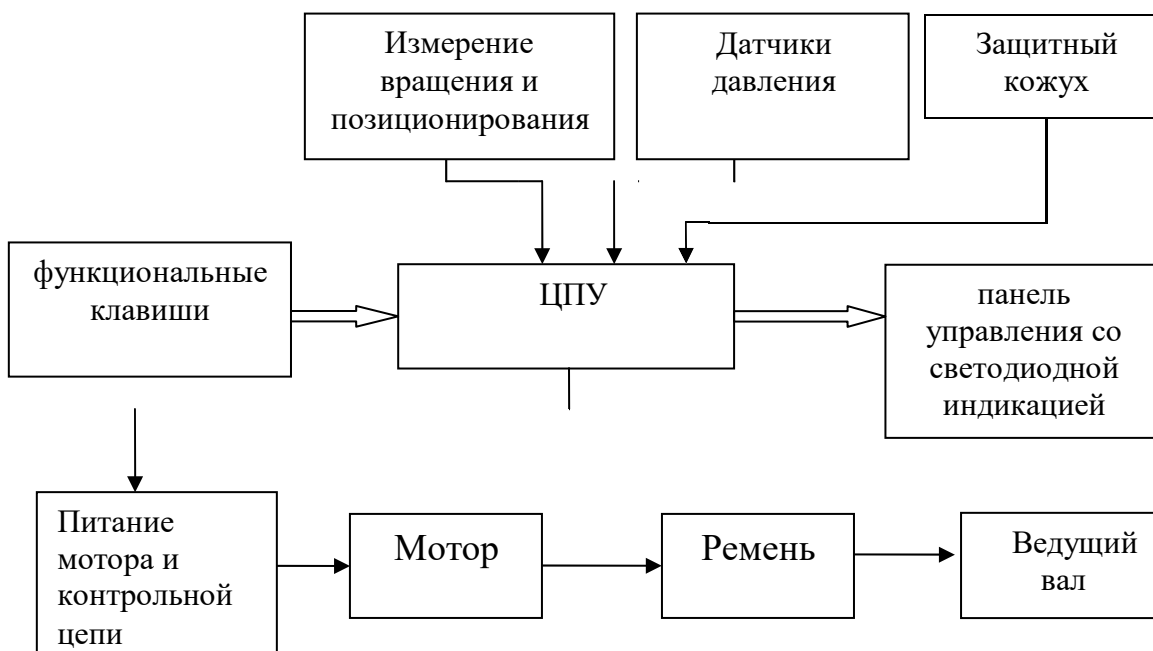 Измерение
вращения и
позиционирования
Датчики
давления
Защитный
кожух
функциональные
клавиши
ЦПУ
панель
управления со
светодиодной
индикацией
Питание
мотора и
контрольной
цепи
Мотор
Ремень
Ведущий
вал